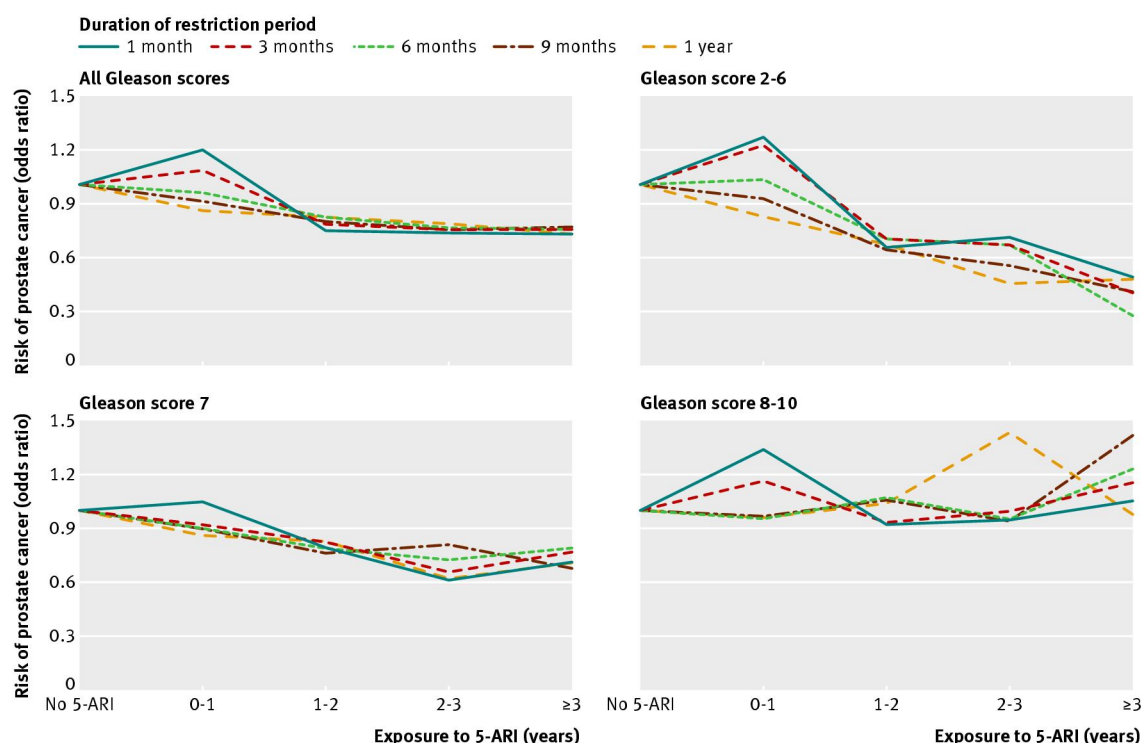 Duration of restriction period
1 month 3 months 6 months 9 months 1 year
All Gleason scores
Gleason score 2-6
Risk of prostate cancer (odds ratio)
1.5
1.2
0.9
0.6
0.3
0
Gleason score 7
Gleason score 8-10
Risk of prostate cancer (odds ratio)
1.5
1.2
0.9
0.6
0.3
0
No 5-ARI 0-1 1-2 2-3 ≥3
No 5-ARI 0-1 1-2 2-3 ≥3
Exposure to 5-ARI (years)
Exposure to 5-ARI (years)